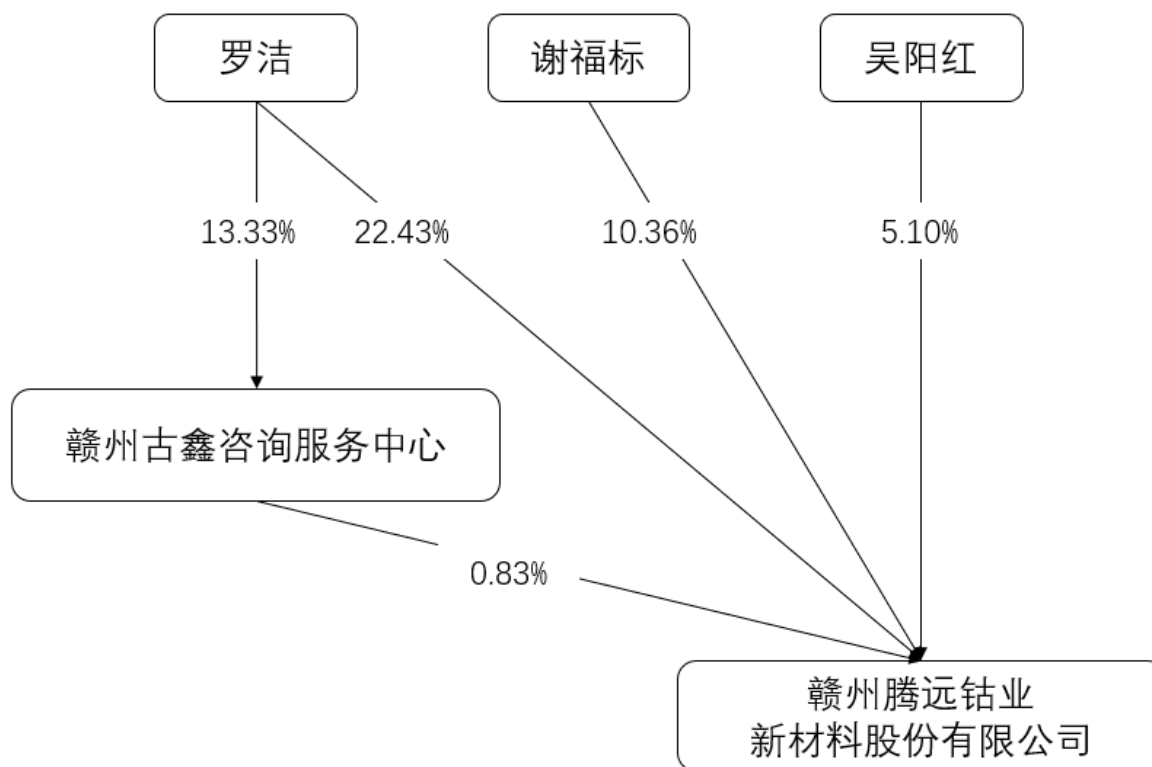 罗洁
谢福标
吴阳红
13.33%
22.43%
10.36%
5.10%
赣州古鑫咨询服务中心
0.83%
赣州腾远钴业
新材料股份有限公司